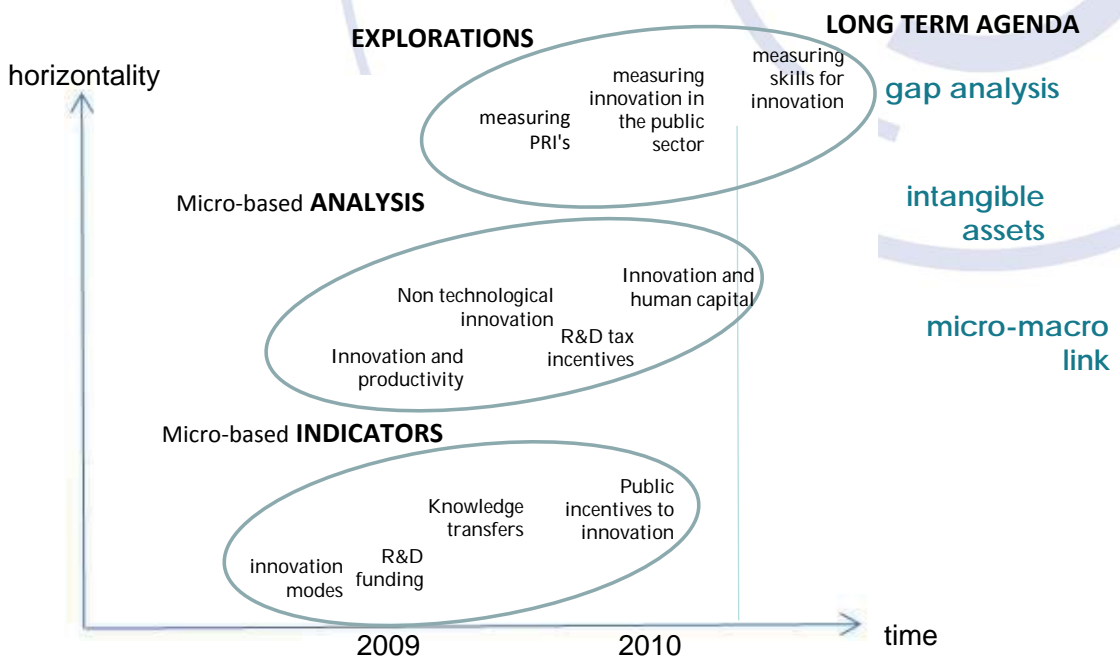 LONG TERM AGENDA
EXPLORATIONS
horizontality
measuring
skills for
innovation
measuring
innovation in
the public
sector
measuring
PRI's
gap analysis
Micro-based ANALYSIS
intangible
assets
Innovation and
human capital
Non technological
innovation
R&D tax
incentives
Innovation and
productivity
micro-macro
link
Micro-based INDICATORS
Public
incentives to
innovation
Knowledge
transfers
R&D
funding
innovation
modes
2009
2010
time